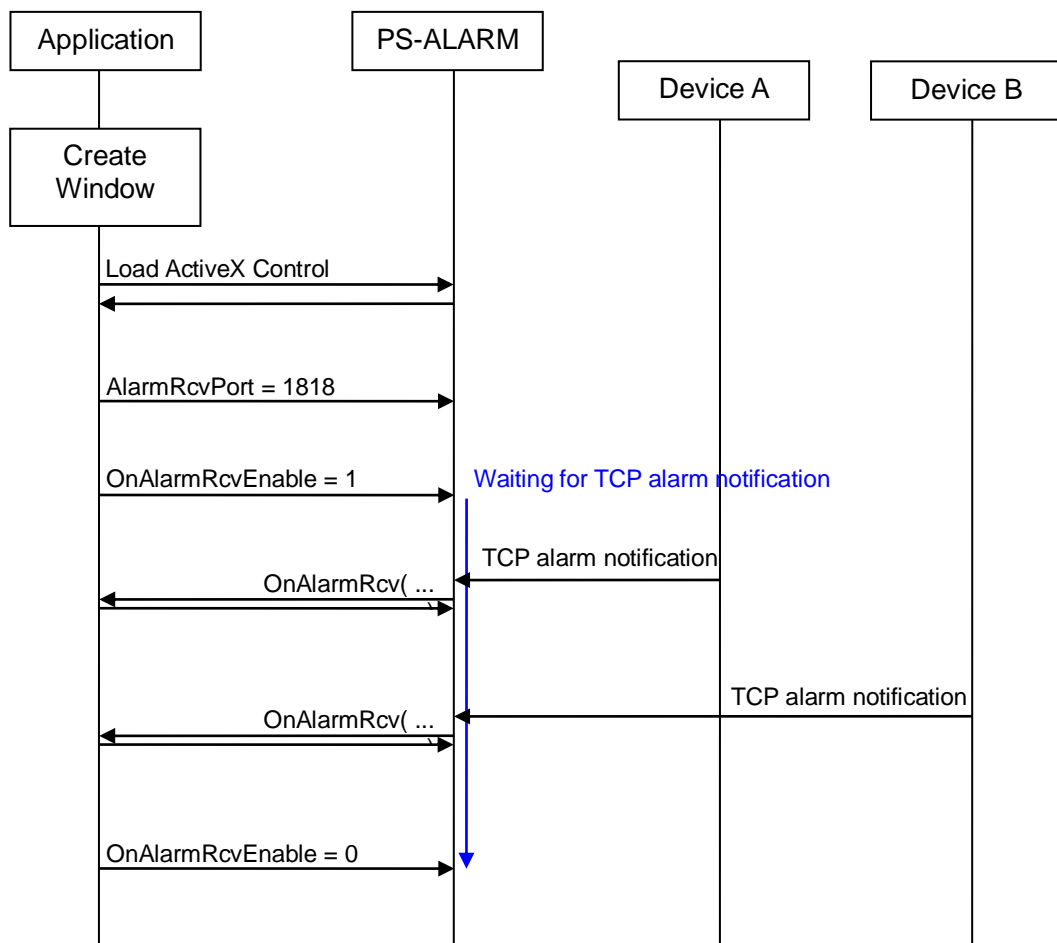 Application
PS-ALARM
Device A
Device B
Create
Window
Load ActiveX Control
AlarmRcvPort = 1818
OnAlarmRcvEnable = 1
Waiting for TCP alarm notification
TCP alarm notification
OnAlarmRcv( ...
TCP alarm notification
OnAlarmRcv( ...
OnAlarmRcvEnable = 0